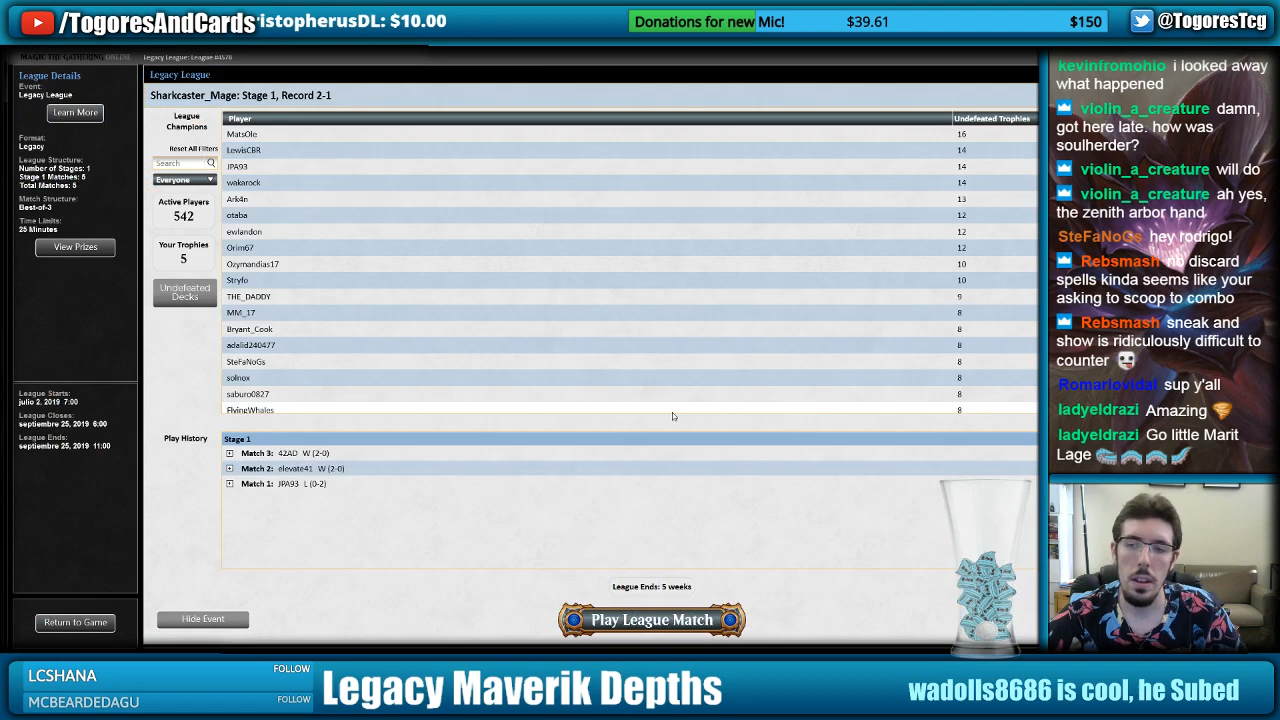 /TogoresAndCards
istopherusDL: $10.00
Donations for new Mic!
$39.61
$150
@TogoresTcg
MAGIC THE GATHERING ONLINE
Legacy League: League #4578
League Details
Event:
Legacy League
Learn More
Format:
Legacy
League Structure:
Number of Stages: 1
Stage 1 Matches: 5
Total Matches: 5
Match Structure:
Best-of-3
Time Limits:
25 Minutes
View Prizes
League Starts:
julio 2, 2019 7:00
League Closes:
septiembre 25, 2019 6:00
League Ends:
septiembre 25, 2019 11:00
Return to Game
Legacy League
Sharkcaster_Mage: Stage 1, Record 2-1
League
Champions
Reset All Filters
Search
Everyone
Active Players
542
Your Trophies
5
Undefeated
Decks
Player Undefeated Trophies
MatsOle 16
LewisCBR 14
JPA93 14
wakarock 14
Ark4n 13
otaba 12
ewlandon 12
Orim67 12
Ozymandias17 10
Stryfo 10
THE_DADDY 9
MM_17 8
Bryant_Cook 8
adalid240477 8
SteFaNoGs 8
solnox 8
saburo0827 8
FlyingWhales 8
Play History
Stage 1
Match 3: 42AD W (2-0)
Match 2: elevate41 W (2-0)
Match 1: JPA93 L (0-2)
League Ends: 5 weeks
Hide Event
Play League Match
kevinfromohio i looked away
what happened
violin_a_creature damn,
got here late. how was
soulherder?
violin_a_creature will do
violin_a_creature ah yes,
the zenith arbor hand
SteFaNoGs hey rodrigo!
Rebsmash no discard
spells kinda seems like your
asking to scoop to combo
Rebsmash sneak and
show is ridiculously difficult to
counter
Romariovidal sup y'all
ladyeldrazi Amazing
ladyeldrazi Go little Marit
Lage
LCSHANA FOLLOW
MCBEARDEDAGU FOLLOW
Legacy Maverik Depths
wadolls8686 is cool, he Subed